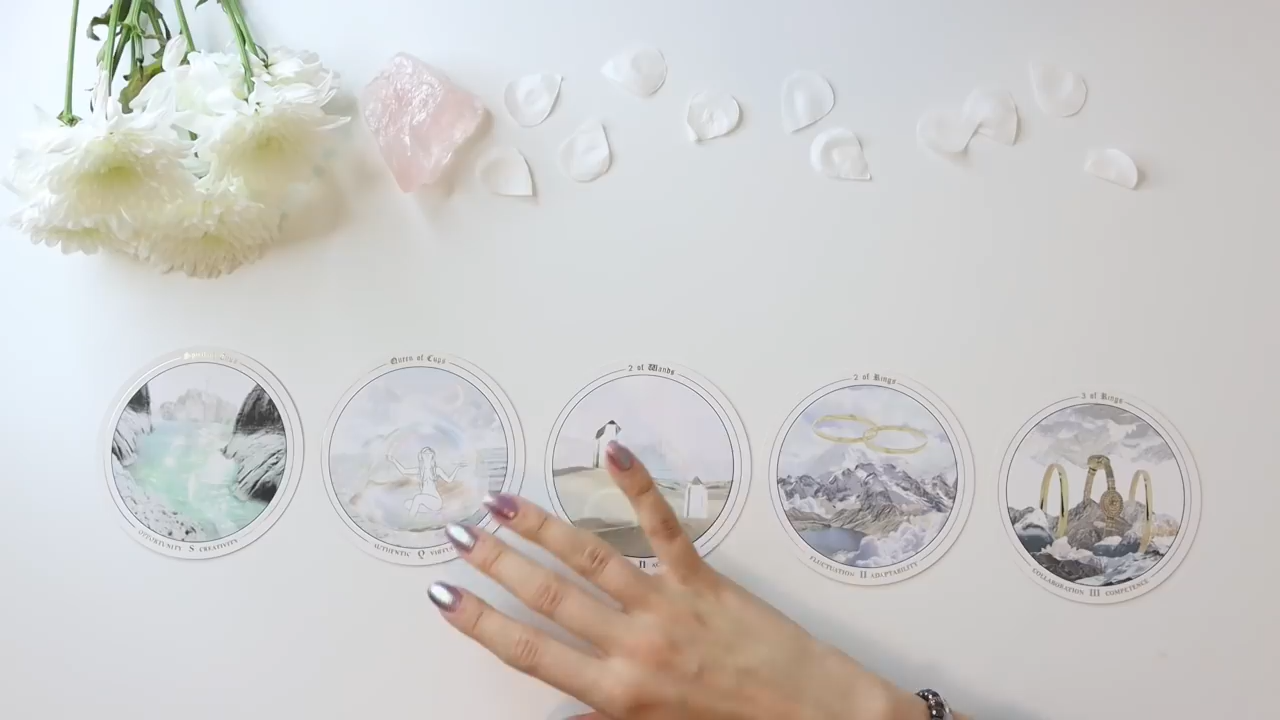 Queen of Cups
2 of Wands
2 of Rings
3 of Rings
OPPORTUNITY S CREATIVITY
AUTHENTIC Q
II
FLUCTUATION II ADAPTABILITY
COLLABORATION III COMPETENCE